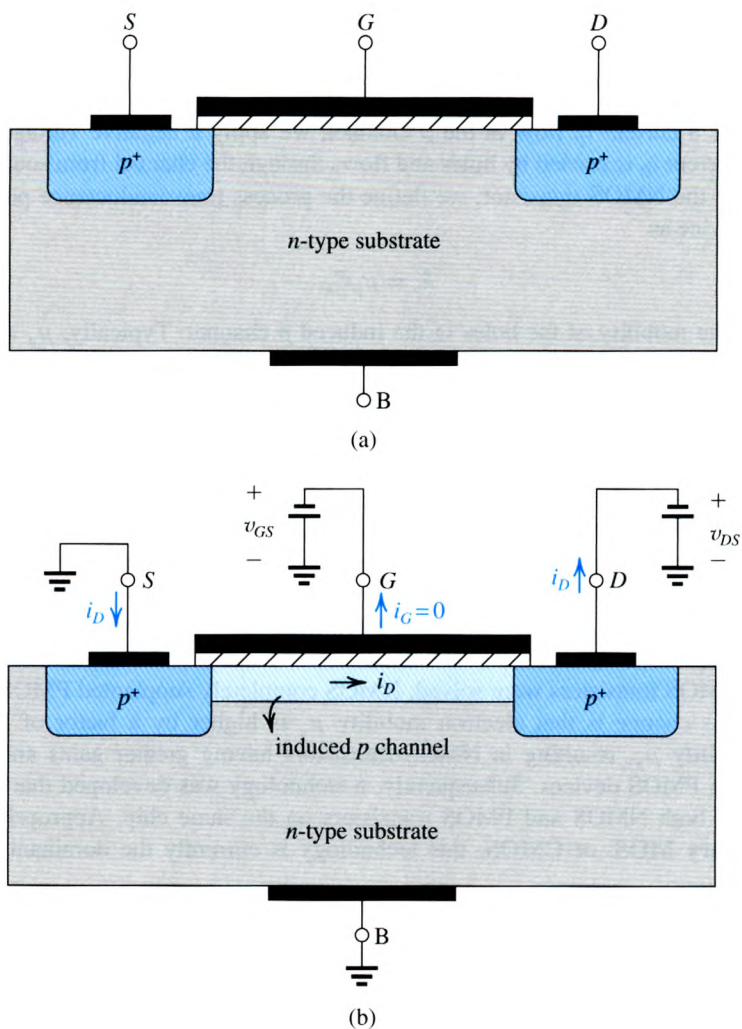 S G D
p+ p+
n-type substrate
B
(a)
+ +
vGS vDS
− −
S G D
iD iG = 0 iD
p+ iD p+
induced p channel
n-type substrate
B
(b)